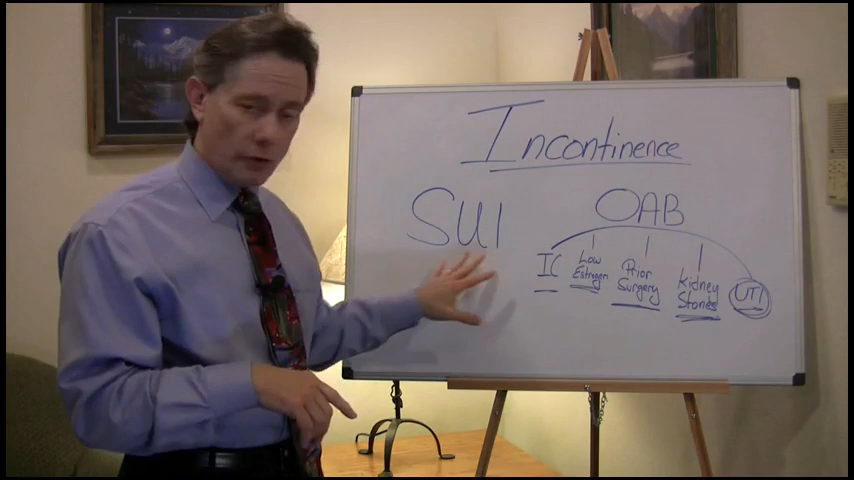 Incontinence
SUI
OAB
IC
Low
Estrogen
Prior
Surgery
Kidney
Stones
UTI